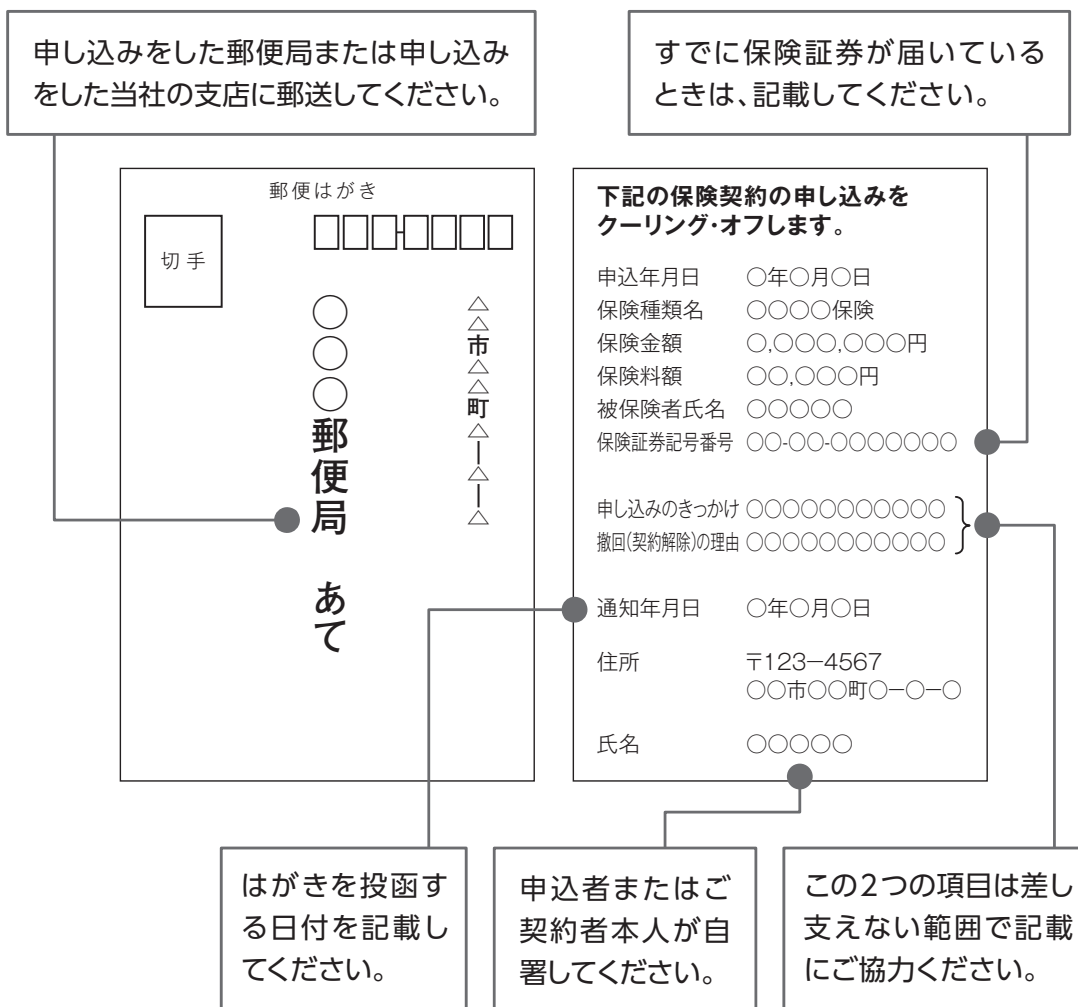 申し込みをした郵便局または申し込み
をした当社の支店に郵送してください。
すでに保険証券が届いている
ときは、記載してください。
郵便はがき
切手
△△市△△町△ー△ー△
○○○郵便局 あて
下記の保険契約の申し込みを
クーリング・オフします。
申込年月日 ○年○月○日
保険種類名 ○○○○保険
保険金額 ○,○○○,○○○円
保険料額 ○○,○○○円
被保険者氏名 ○○○○○
保険証券記号番号 ○○-○○-○○○○○○○
申し込みのきっかけ ○○○○○○○○○○○
撤回(契約解除)の理由 ○○○○○○○○○○○
通知年月日 ○年○月○日
住所 〒123−4567
○○市○○町○−○−○
氏名 ○○○○○
はがきを投函す
る日付を記載し
てください。
申込者またはご
契約者本人が自
署してください。
この2つの項目は差し
支えない範囲で記載
にご協力ください。